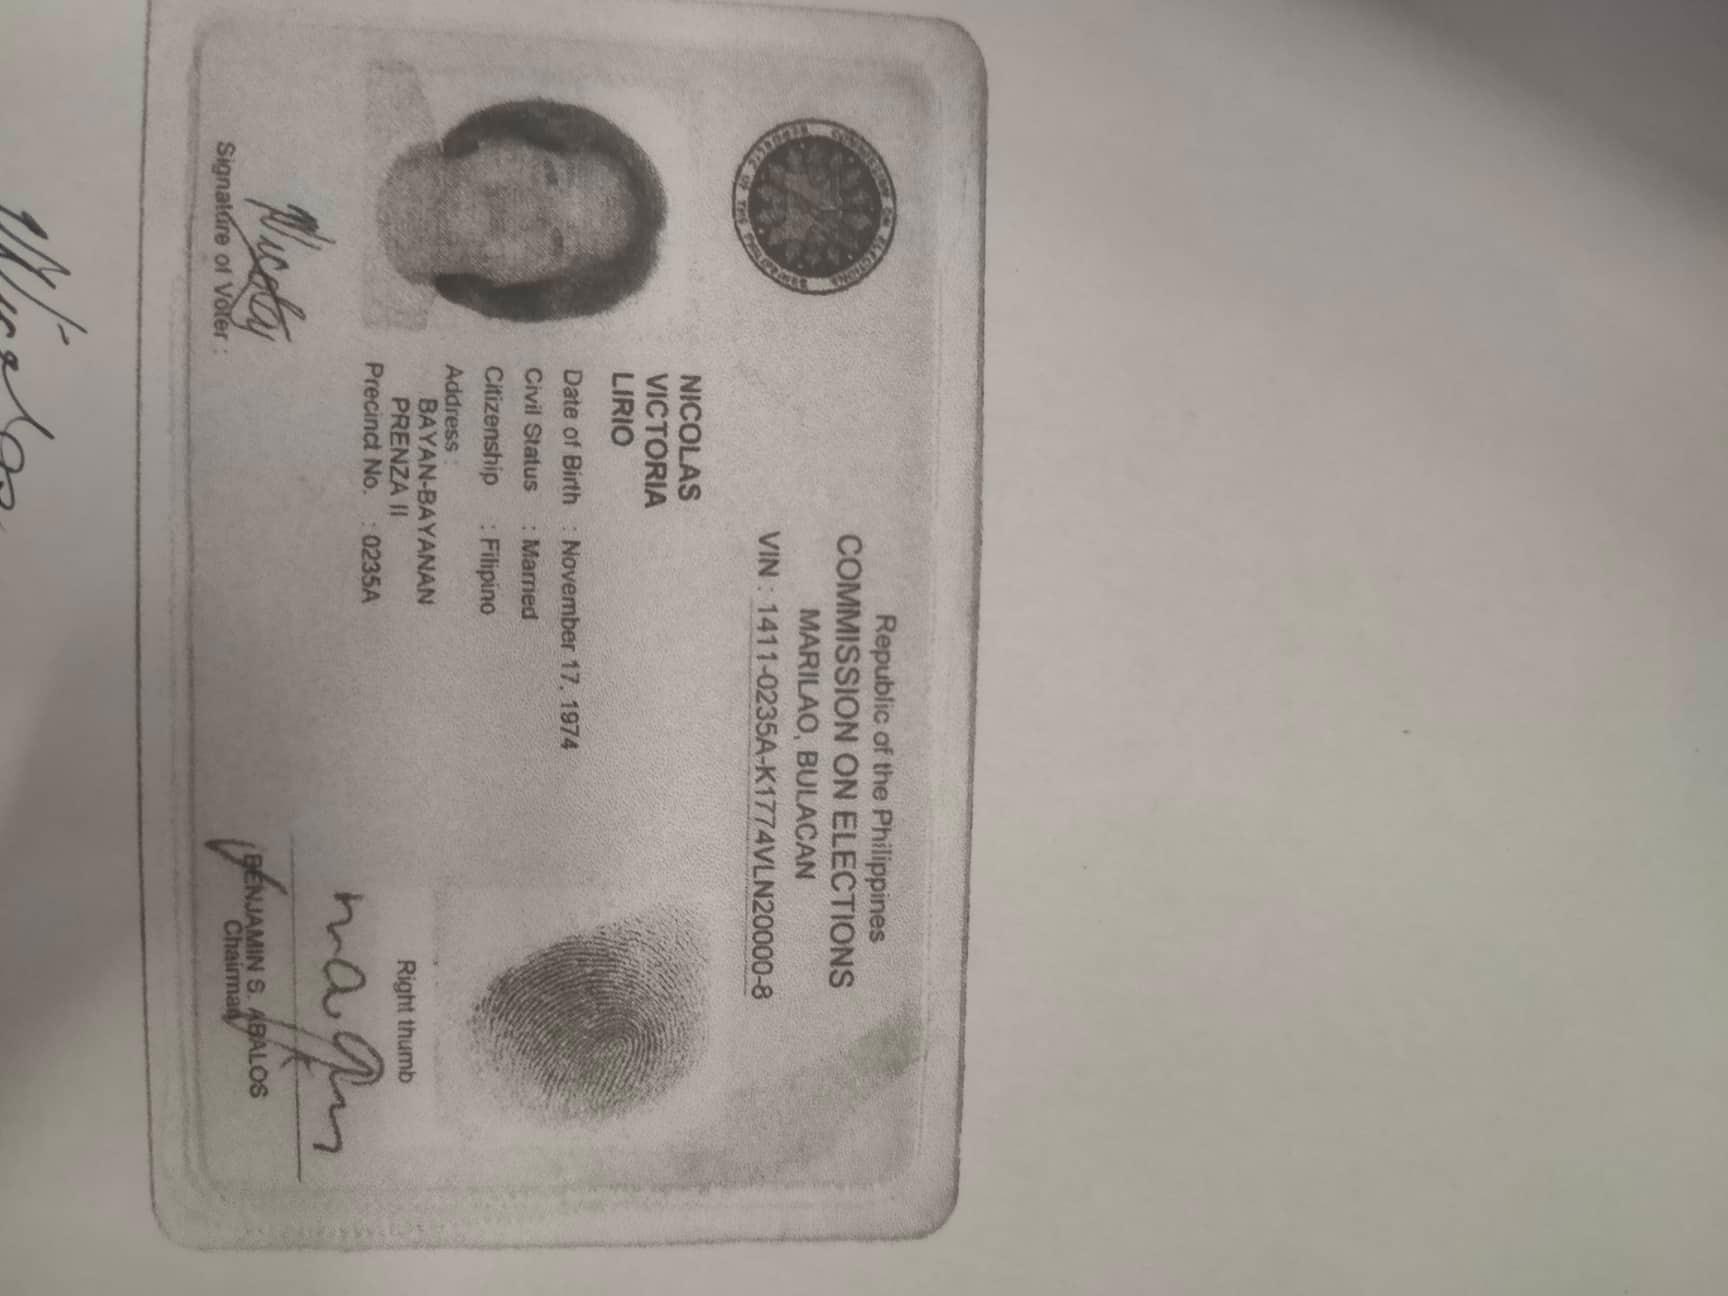 Republic of the Philippines
COMMISSION ON ELECTIONS
MARILAO, BULACAN
VIN : 1411-0235A-K1774VLN20000-8
NICOLAS
VICTORIA
LIRIO
Date of Birth : November 17, 1974
Civil Status : Married
Citizenship : Filipino
Address :
BAYAN-BAYANAN
PRENZA II
Precinct No. : 0235A
Right thumb
Signature of Voter :
BENJAMIN S. ABALOS
Chairman